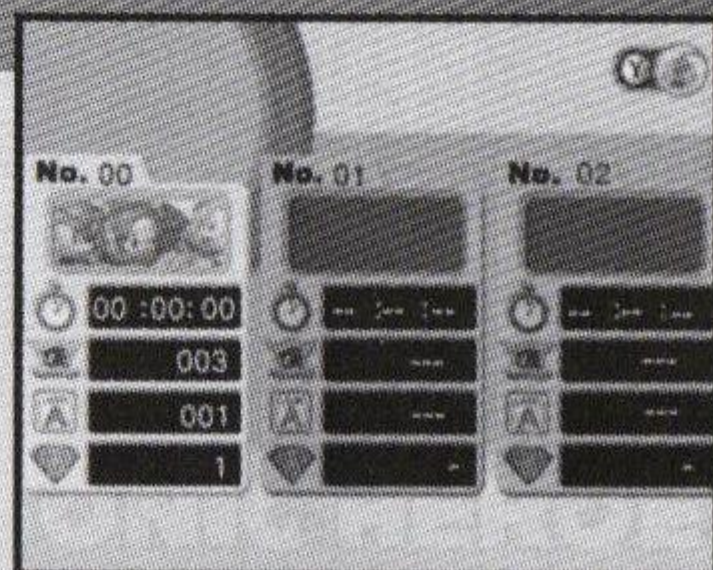 No. 00 No. 01 No. 02
00 :00: 00 -- :-- :-- -- :-- :--
003 --- ---
A 001 A --- A ---
1 - -